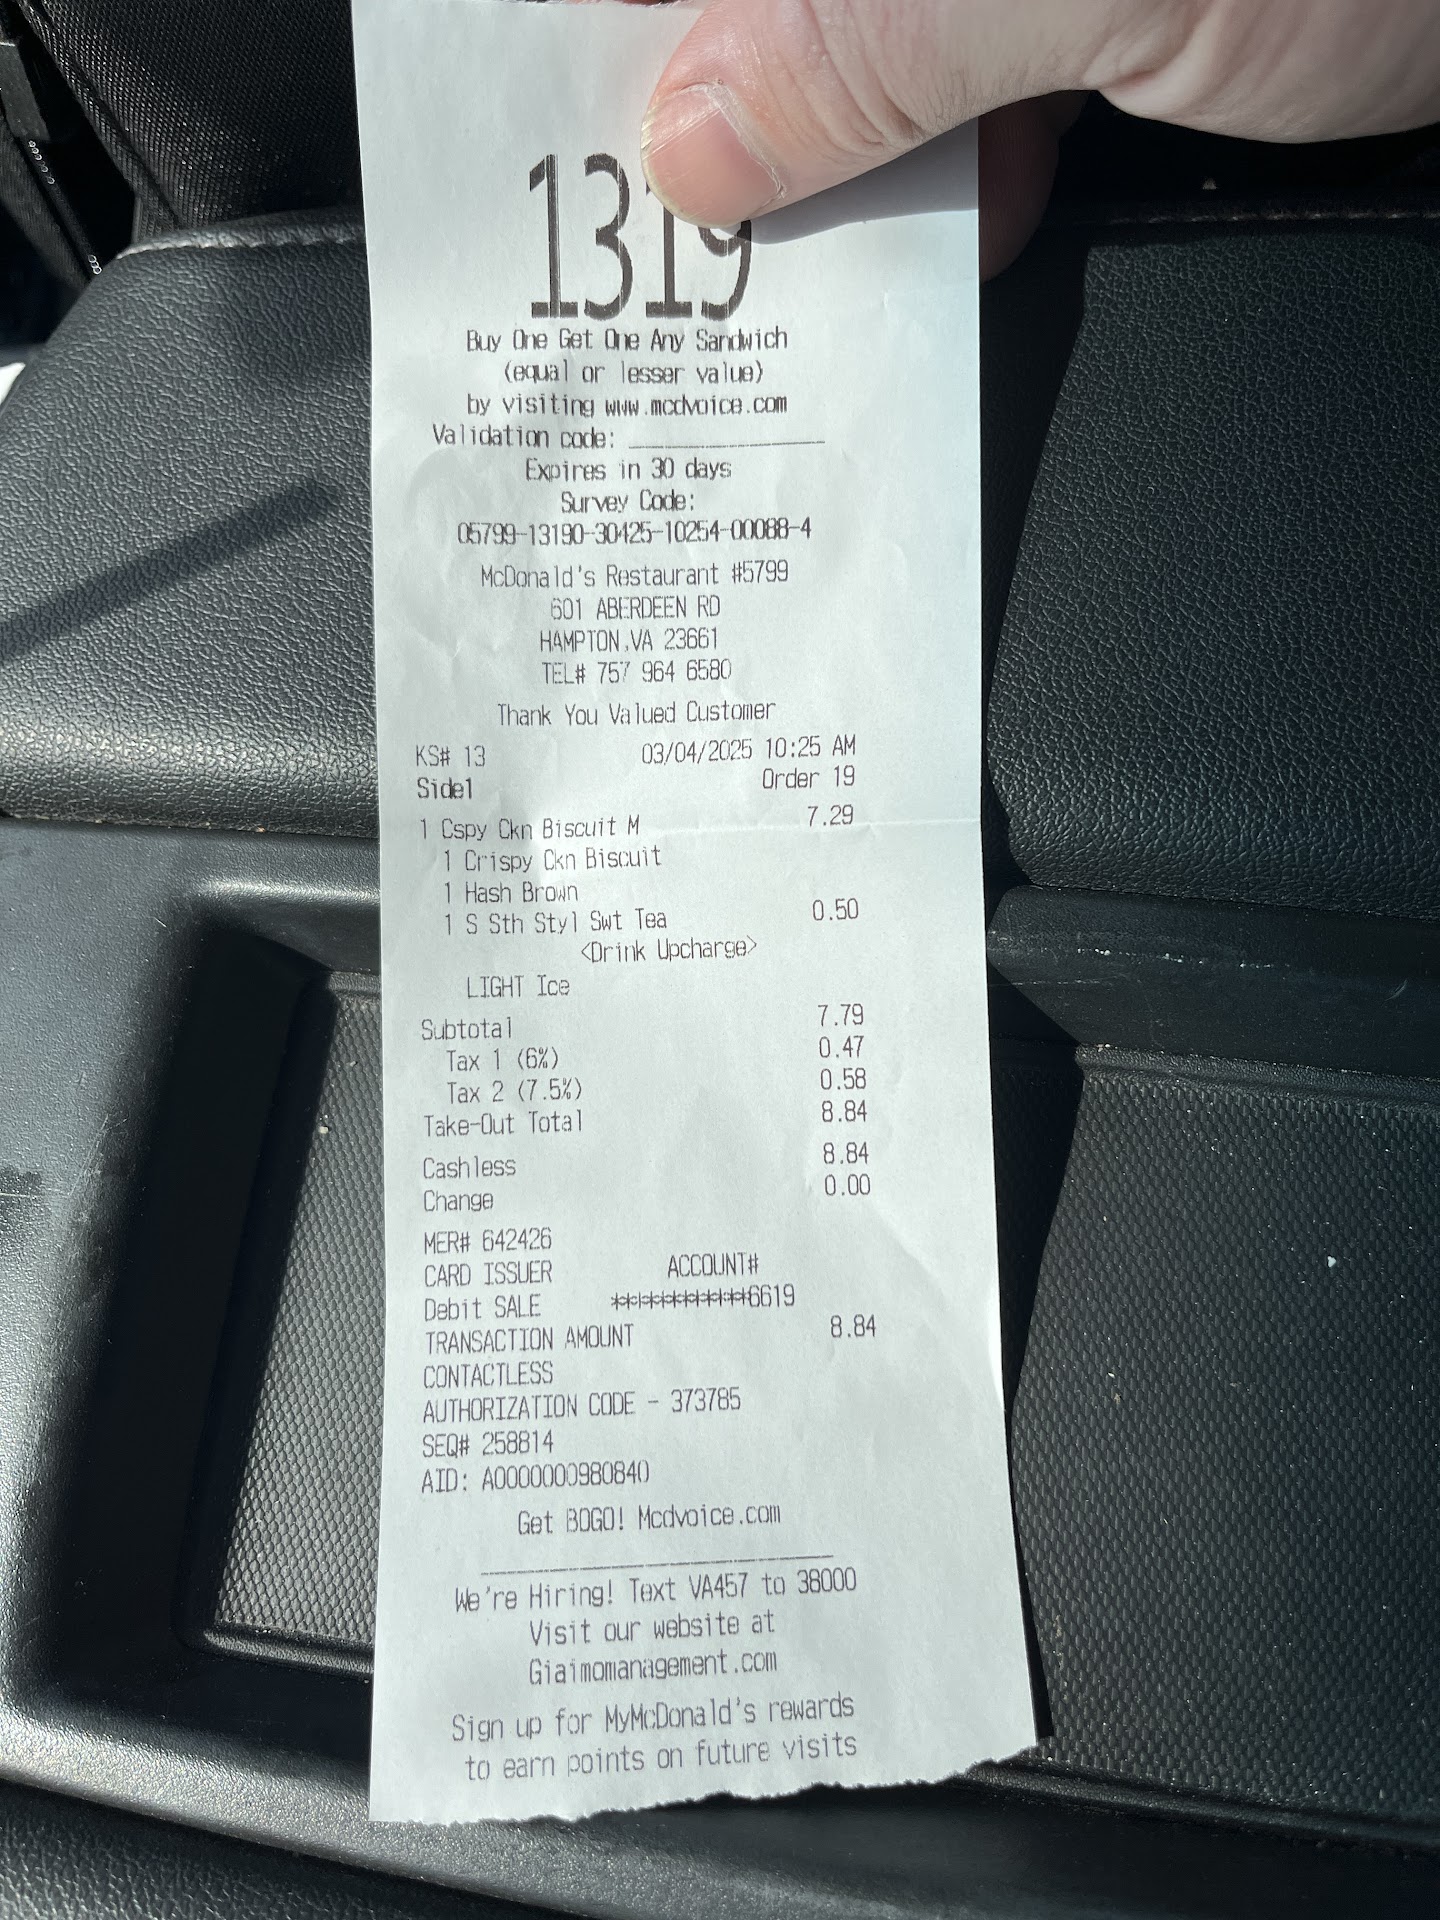 1319
Buy One Get One Any Sandwich
(equal or lesser value)
by visiting www.mcdvoice.com
Validation code: ________________
Expires in 30 days
Survey Code:
05799-13190-30425-10254-00088-4
McDonald's Restaurant #5799
601 ABERDEEN RD
HAMPTON,VA 23661
TEL# 757 964 6580
Thank You Valued Customer
KS# 13 03/04/2025 10:25 AM
Side1 Order 19
1 Cspy Ckn Biscuit M 7.29
1 Crispy Ckn Biscuit
1 Hash Brown
1 S Sth Styl Swt Tea 0.50
<Drink Upcharge>
LIGHT Ice
Subtotal 7.79
Tax 1 (6%) 0.47
Tax 2 (7.5%) 0.58
Take-Out Total 8.84
Cashless 8.84
Change 0.00
MER# 642426
CARD ISSUER ACCOUNT#
Debit SALE ************6619
TRANSACTION AMOUNT 8.84
CONTACTLESS
AUTHORIZATION CODE - 373785
SEQ# 258814
AID: A0000000980840
Get BOGO! Mcdvoice.com
We're Hiring! Text VA457 to 38000
Visit our website at
Giaimomanagement.com
Sign up for MyMcDonald's rewards
to earn points on future visits